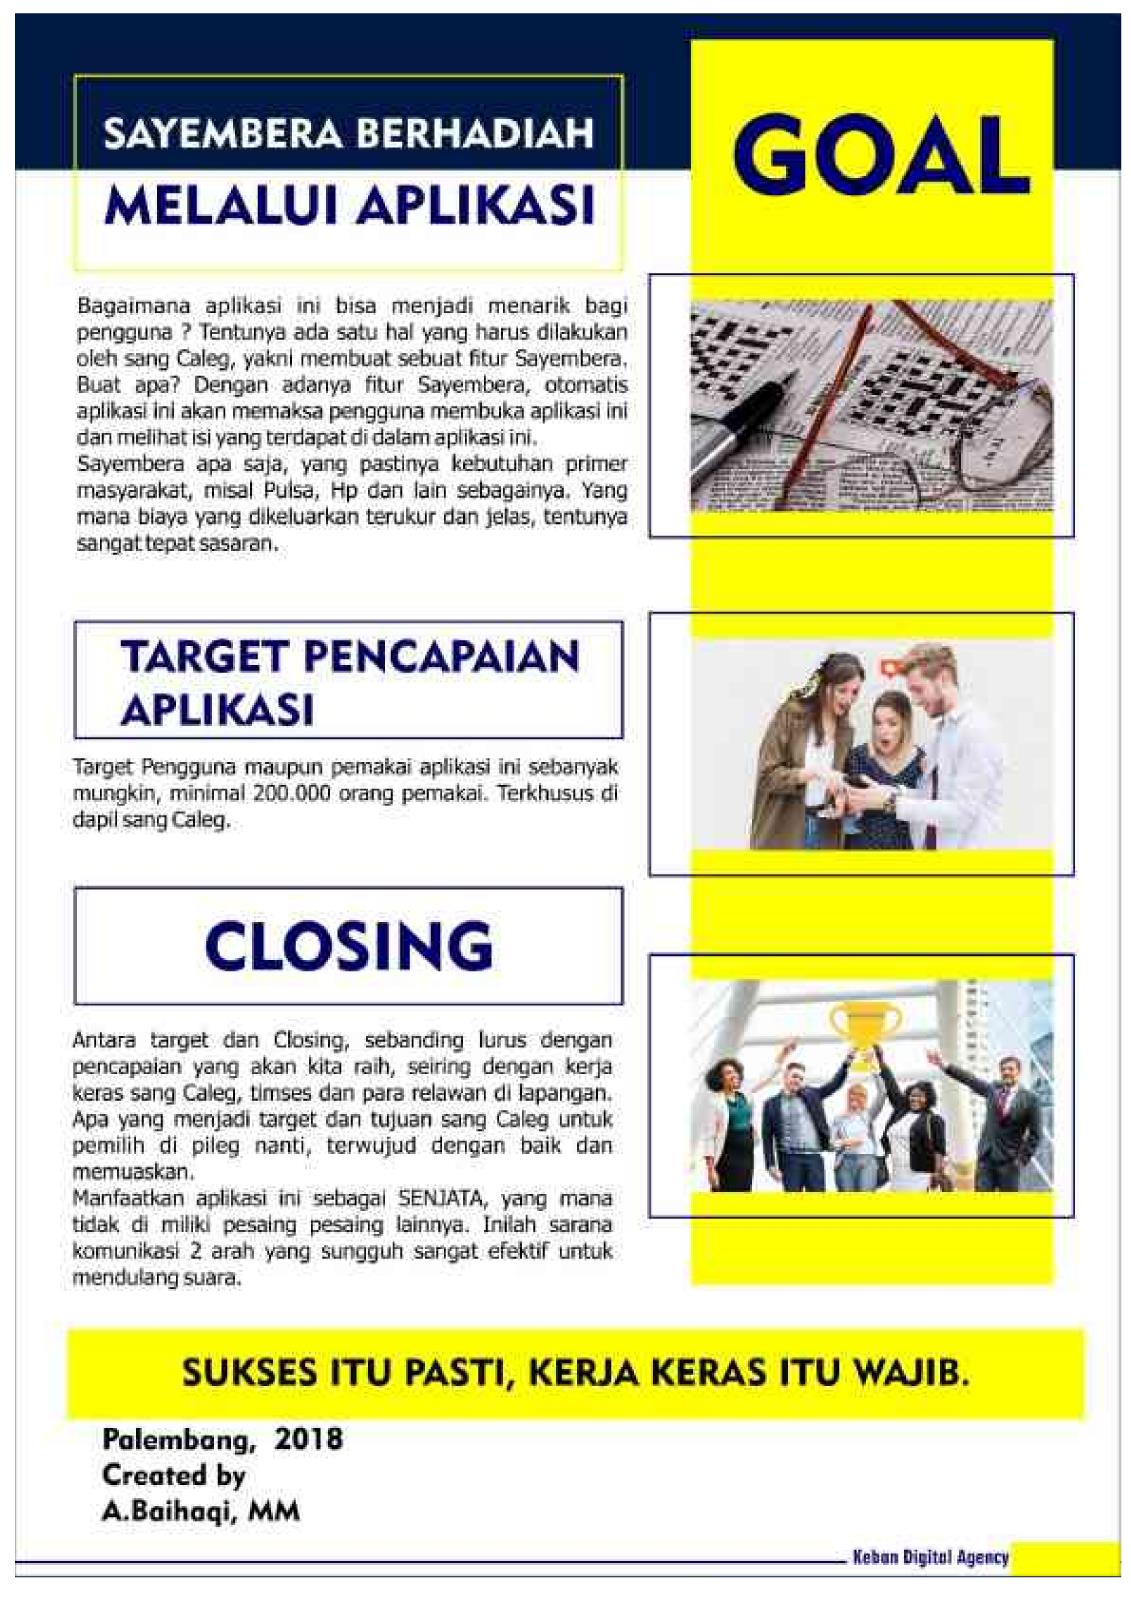 SAYEMBERA BERHADIAH
MELALUI APLIKASI
GOAL
Bagaimana aplikasi ini bisa menjadi menarik bagi
pengguna ? Tentunya ada satu hal yang harus dilakukan
oleh sang Caleg, yakni membuat sebuat fitur Sayembera.
Buat apa? Dengan adanya fitur Sayembera, otomatis
aplikasi ini akan memaksa pengguna membuka aplikasi ini
dan melihat isi yang terdapat di dalam aplikasi ini.
Sayembera apa saja, yang pastinya kebutuhan primer
masyarakat, misal Pulsa, Hp dan lain sebagainya. Yang
mana biaya yang dikeluarkan terukur dan jelas, tentunya
sangat tepat sasaran.
TARGET PENCAPAIAN
APLIKASI
Target Pengguna maupun pemakai aplikasi ini sebanyak
mungkin, minimal 200.000 orang pemakai. Terkhusus di
dapil sang Caleg.
CLOSING
Antara target dan Closing, sebanding lurus dengan
pencapaian yang akan kita raih, seiring dengan kerja
keras sang Caleg, timses dan para relawan di lapangan.
Apa yang menjadi target dan tujuan sang Caleg untuk
pemilih di pileg nanti, terwujud dengan baik dan
memuaskan.
Manfaatkan aplikasi ini sebagai SENJATA, yang mana
tidak di miliki pesaing pesaing lainnya. Inilah sarana
komunikasi 2 arah yang sungguh sangat efektif untuk
mendulang suara.
SUKSES ITU PASTI, KERJA KERAS ITU WAJIB.
Palembang, 2018
Created by
A.Baihaqi, MM
Keban Digital Agency